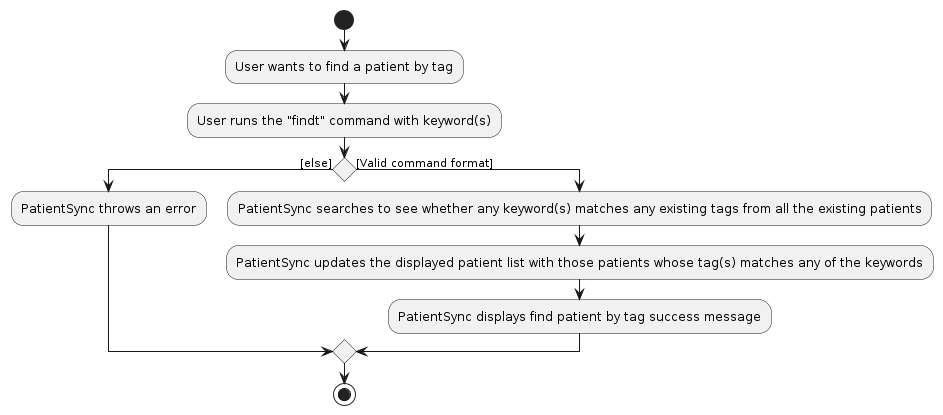 User wants to find a patient by tag
User runs the "findt" command with keyword(s)
[else]
[Valid command format]
PatientSync throws an error
PatientSync searches to see whether any keyword(s) matches any existing tags from all the existing patients
PatientSync updates the displayed patient list with those patients whose tag(s) matches any of the keywords
PatientSync displays find patient by tag success message